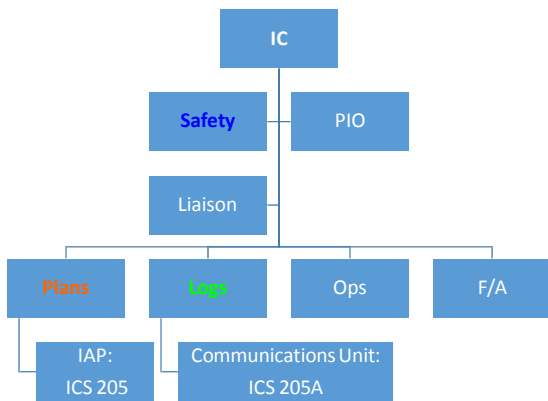 IC
Safety
PIO
Liaison
Plans
Logs
Ops
F/A
IAP:
ICS 205
Communications Unit:
ICS 205A